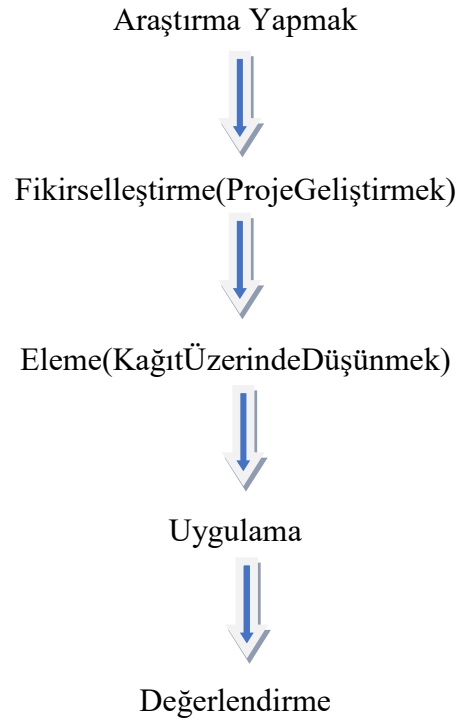 Araştırma Yapmak
Fikirselleştirme(ProjeGeliştirmek)
Eleme(KağıtÜzerindeDüşünmek)
Uygulama
Değerlendirme